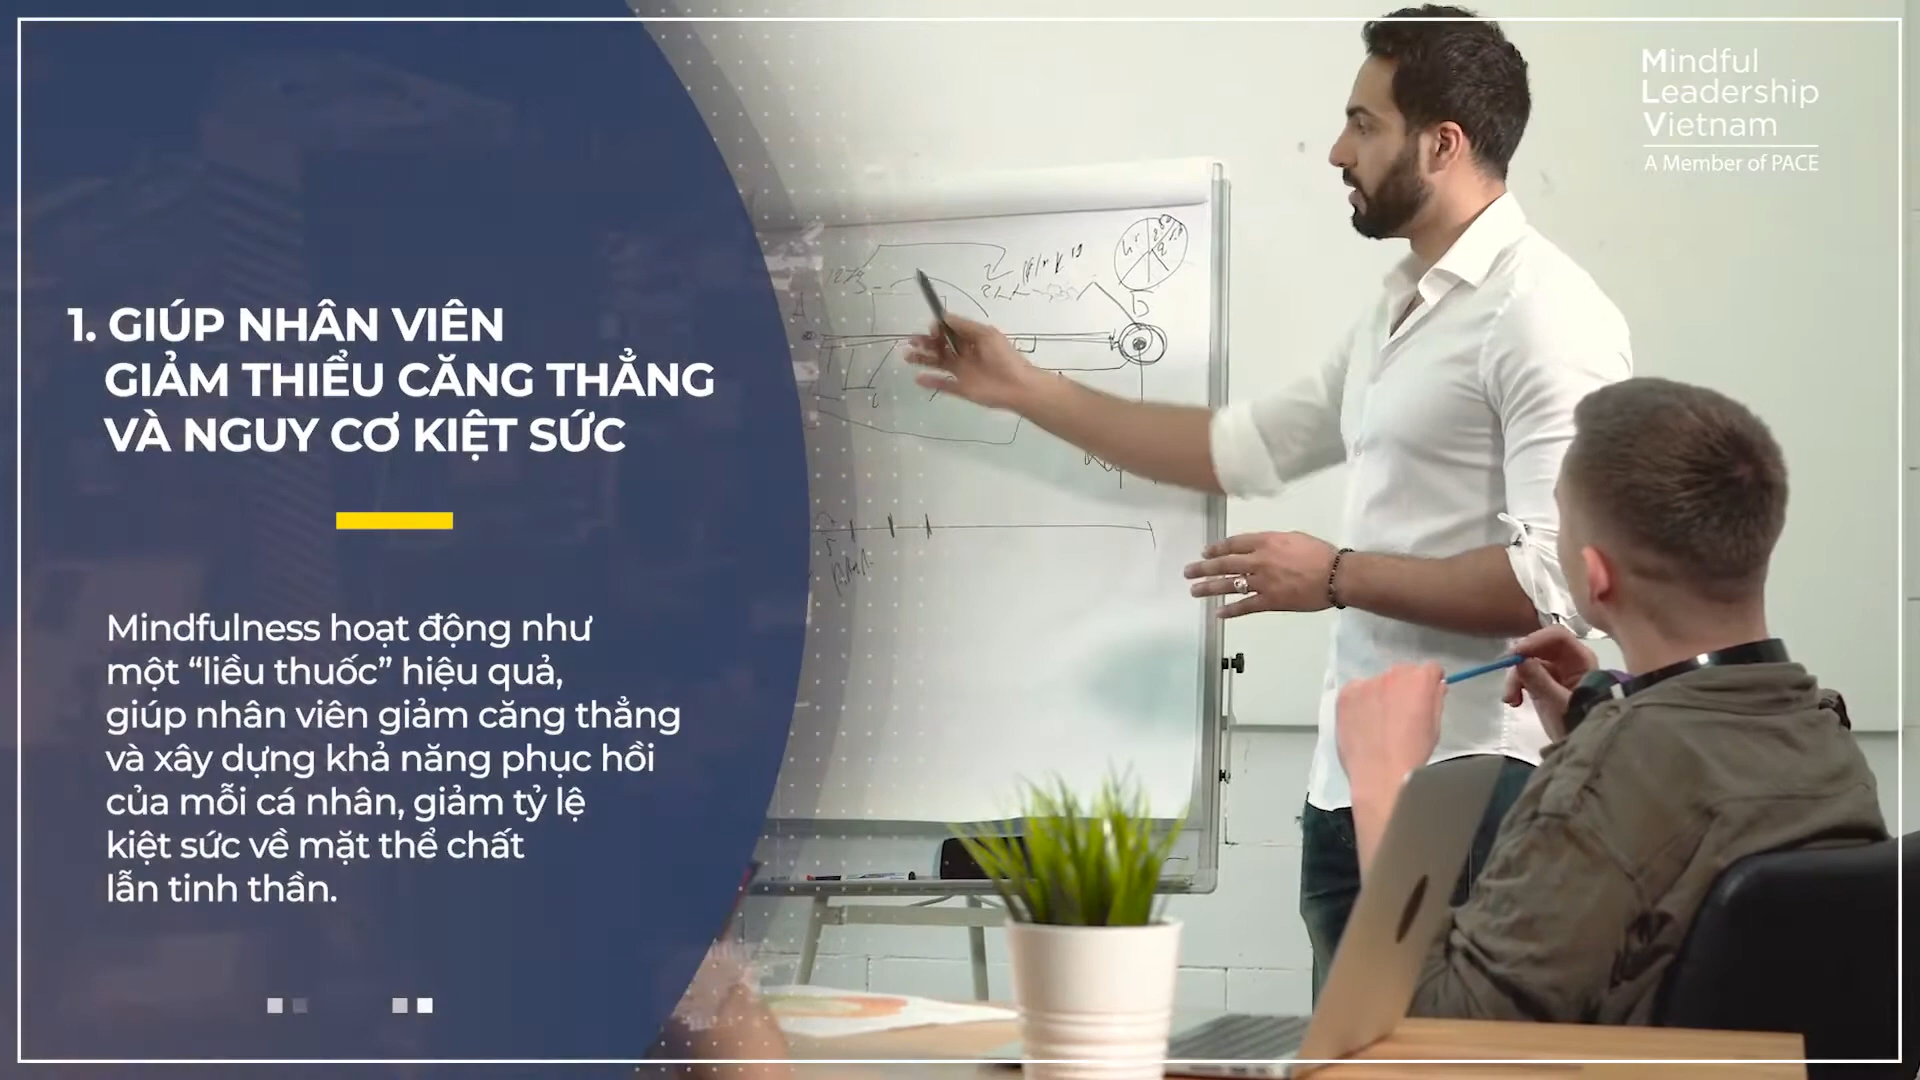 Mindful
Leadership
Vietnam
A Member of PACE
1. GIÚP NHÂN VIÊN
GIẢM THIỂU CĂNG THẲNG
VÀ NGUY CƠ KIỆT SỨC
Mindfulness hoạt động như
một “liều thuốc” hiệu quả,
giúp nhân viên giảm căng thẳng
và xây dựng khả năng phục hồi
của mỗi cá nhân, giảm tỷ lệ
kiệt sức về mặt thể chất
lẫn tinh thần.